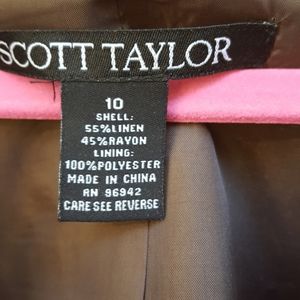 SCOTT TAYLOR
10
SHELL:
55%LINEN
45%RAYON
LINING:
100%POLYESTER
MADE IN CHINA
RN 96942
CARE SEE REVERSE